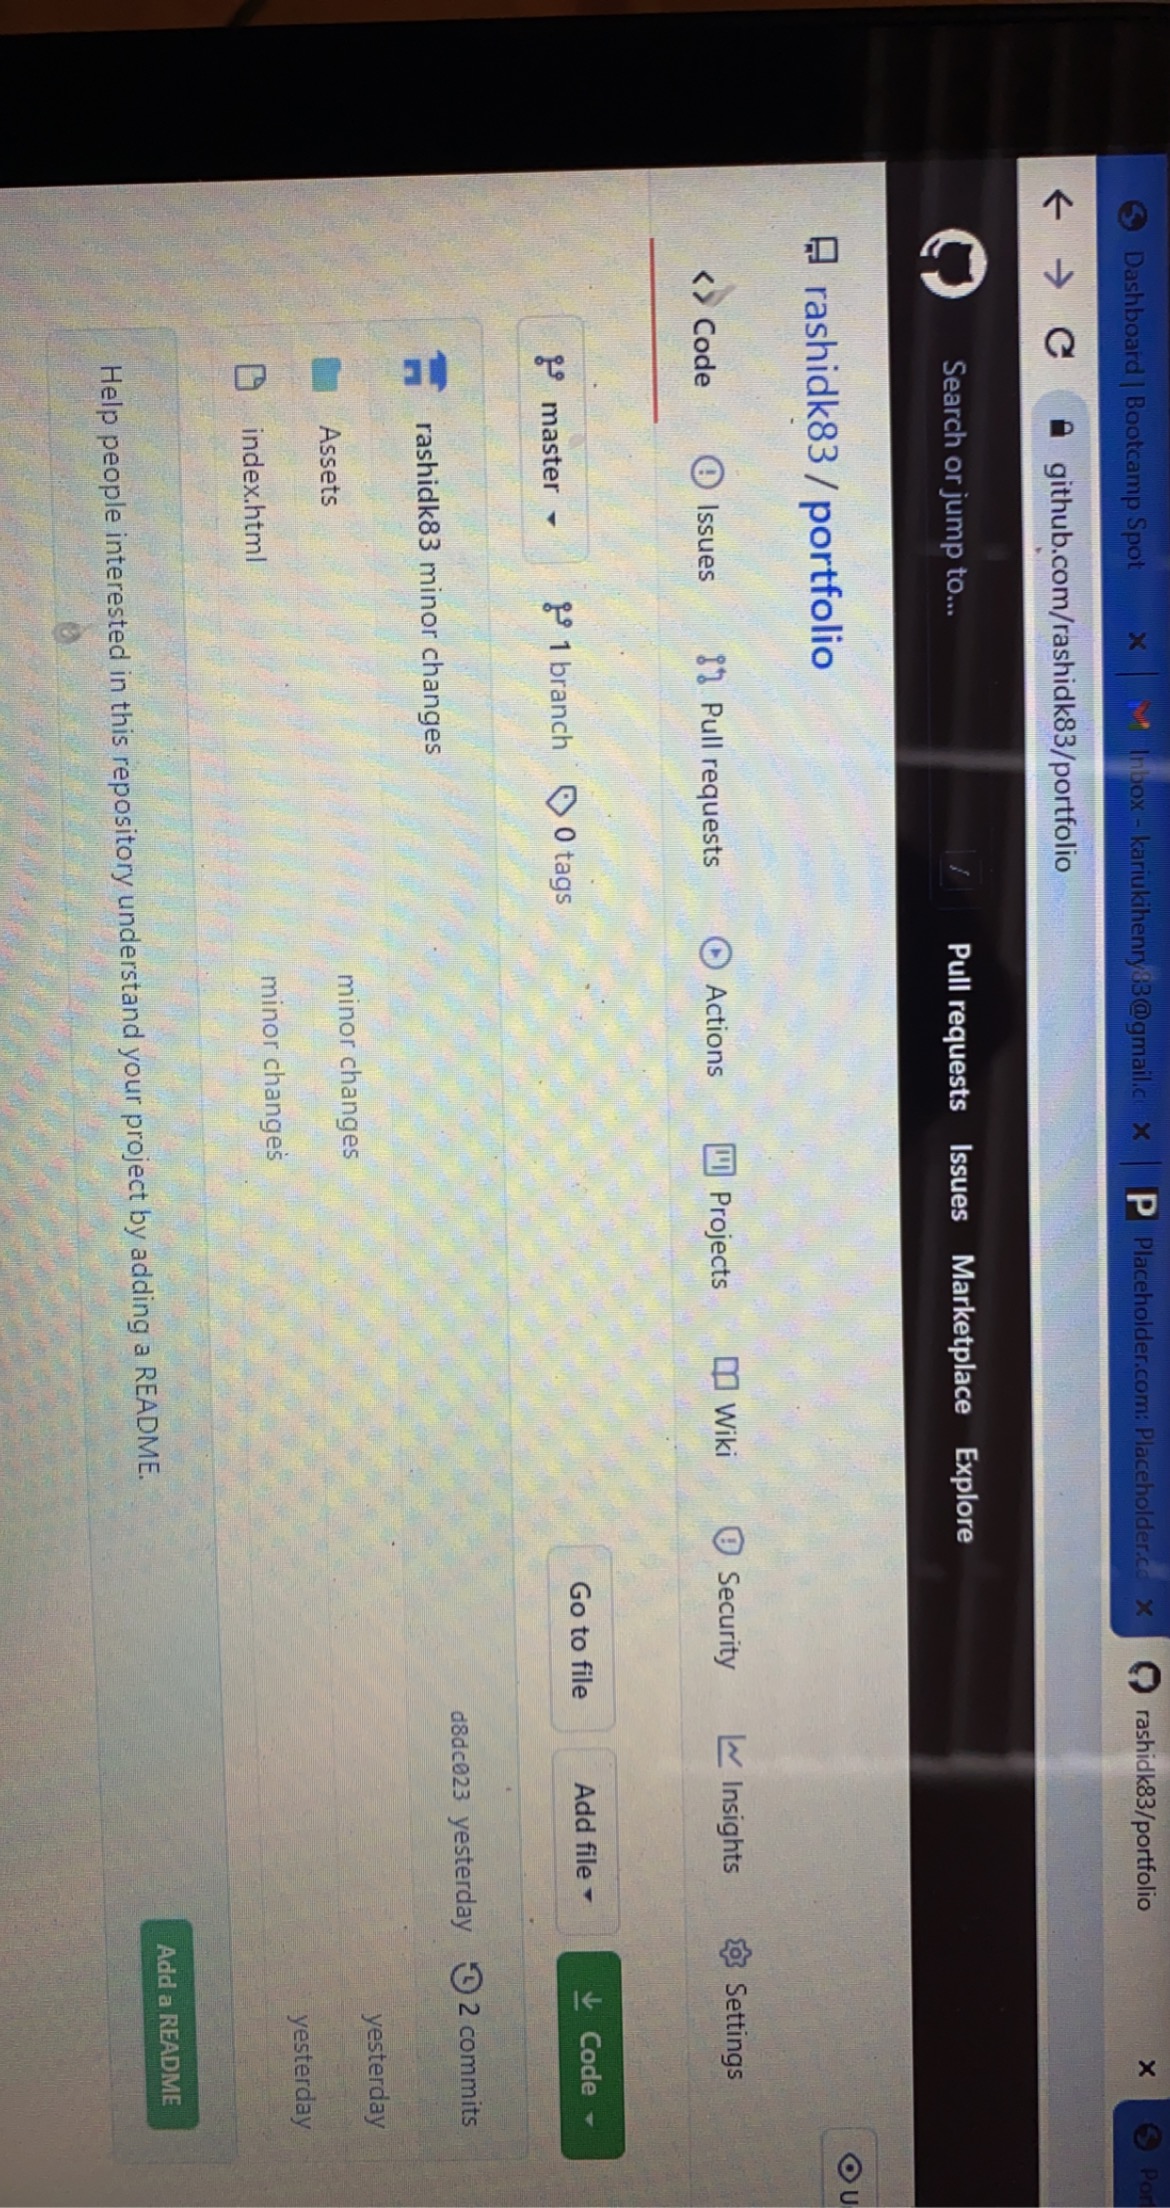 Dashboard | Bootcamp Spot
Inbox - kariukihenry83@gmail.c
P Placeholder.com: Placeholder.co
rashidk83/portfolio
github.com/rashidk83/portfolio
Search or jump to... /
Pull requests Issues Marketplace Explore
rashidk83 / portfolio
<> Code Issues Pull requests Actions Projects Wiki Security Insights Settings
master 1 branch 0 tags Go to file Add file Code
rashidk83 minor changes d8dc023 yesterday 2 commits
Assets minor changes yesterday
index.html minor changes yesterday
Help people interested in this repository understand your project by adding a README. Add a README